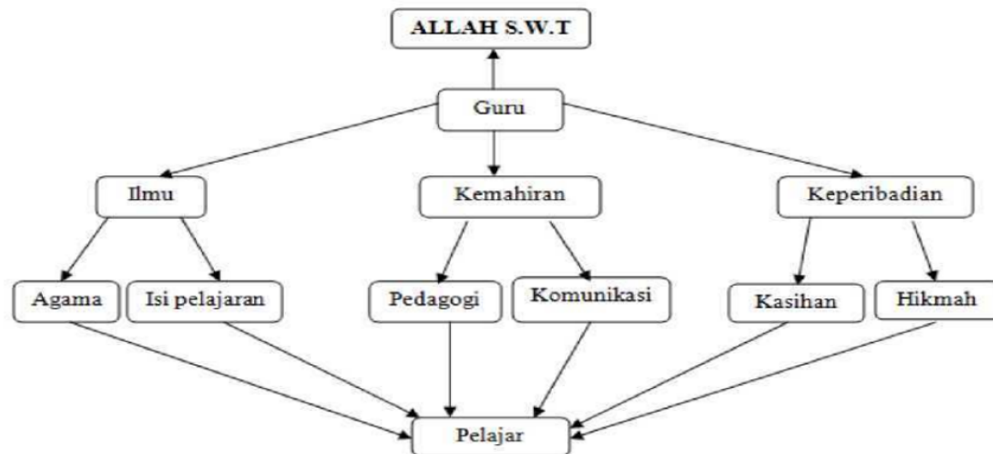 ALLAH S.W.T
Guru
Ilmu
Kemahiran
Keperibadian
Agama
Isi pelajaran
Pedagogi
Komunikasi
Kasihan
Hikmah
Pelajar